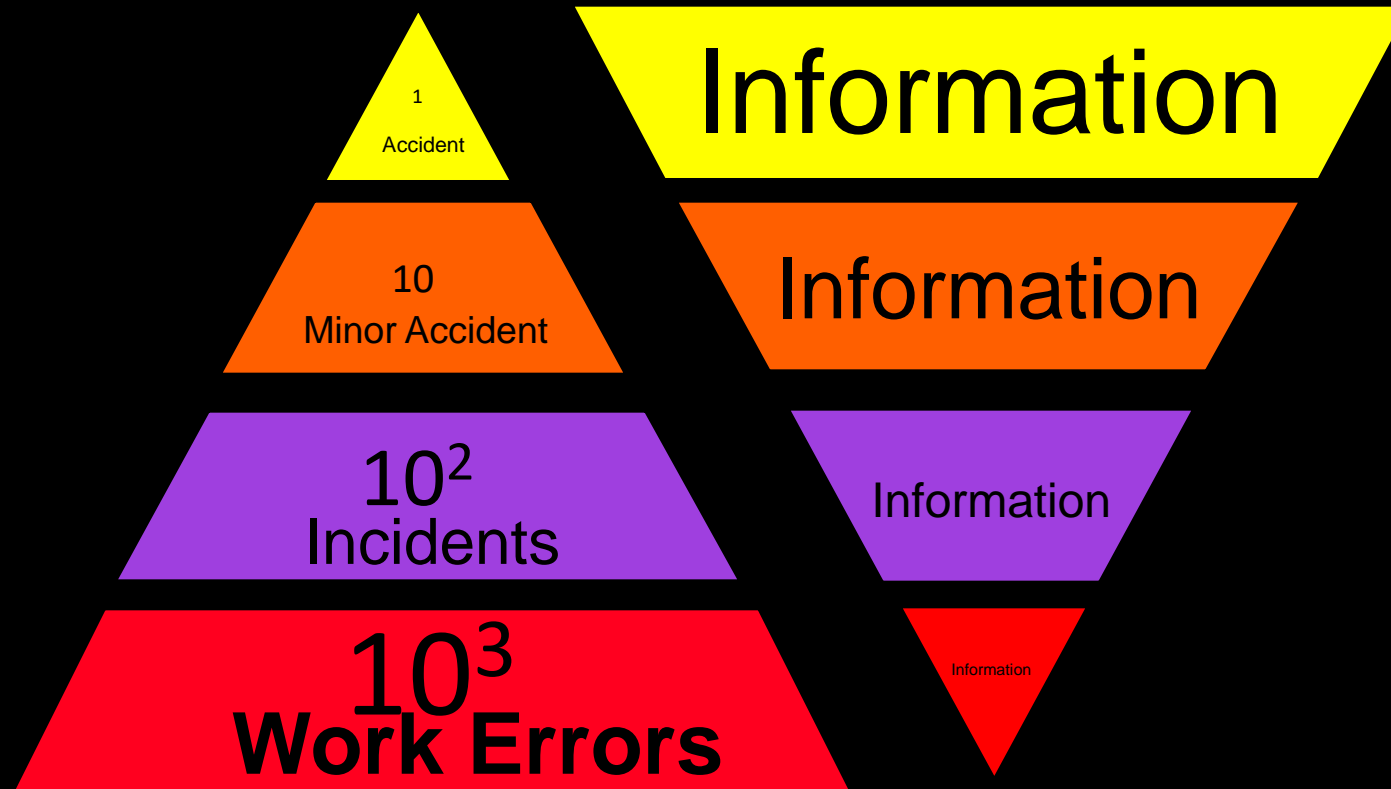 1
Accident
Information
10
Minor Accident
Information
10²
Incidents
Information
10³
Work Errors
Information